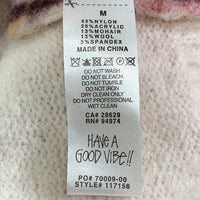 M
43%NYLON
26%ACRYLIC
13%MOHAIR
13%WOOL
5%SPANDEX
MADE IN CHINA
DO NOT WASH
DO NOT BLEACH
DO NOT TUMBLE
DO NOT IRON
DRY CLEAN ONLY
DO NOT PROFESSIONAL
WET CLEAN
CA# 28629
RN# 94974
HAVE A
GOOD VIBE!!
PO# 70009-00
STYLE# 117156